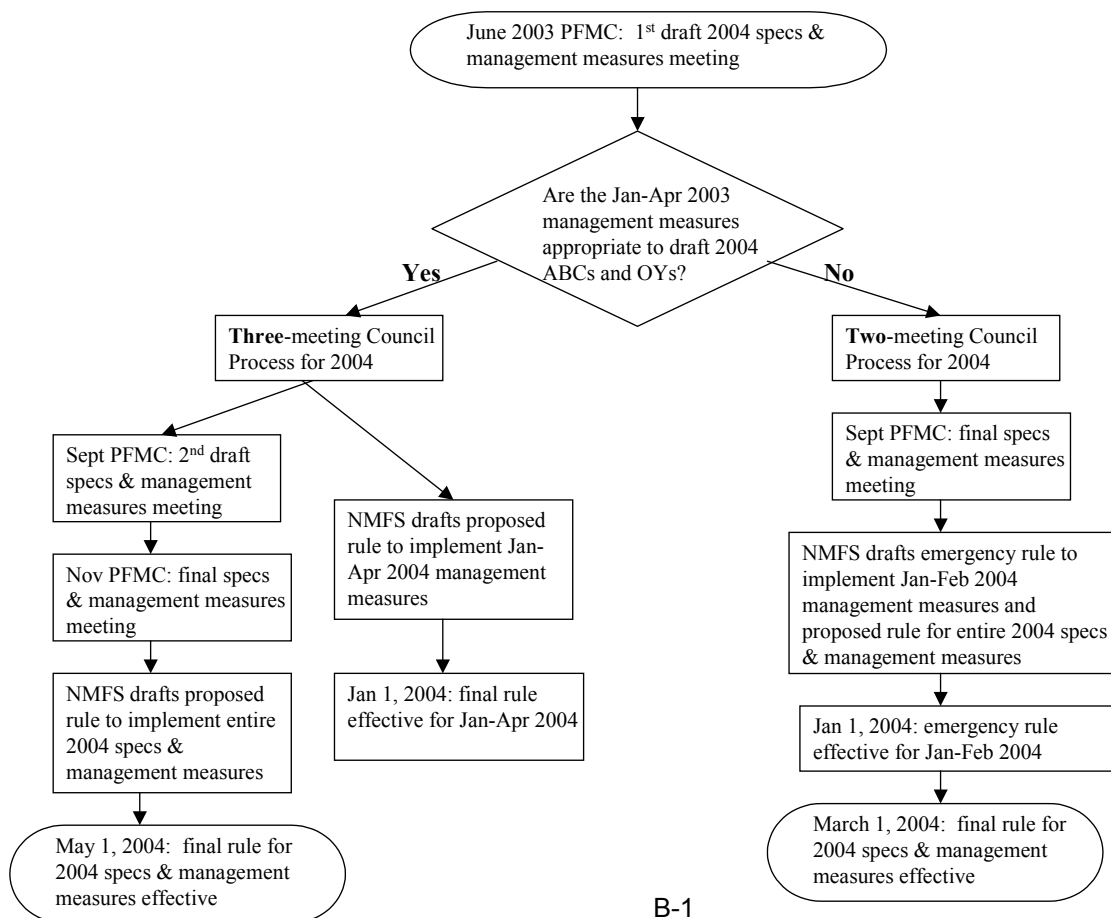 June 2003 PFMC:  1st draft 2004 specs &
management measures meeting
Are the Jan-Apr 2003
management measures
appropriate to draft 2004
ABCs and OYs?
Yes
No
Three-meeting Council
Process for 2004
Two-meeting Council
Process for 2004
Sept PFMC: 2nd draft
specs & management
measures meeting
NMFS drafts proposed
rule to implement Jan-
Apr 2004 management
measures
Sept PFMC: final specs
& management measures
meeting
Nov PFMC: final specs
& management measures
meeting
NMFS drafts emergency rule to
implement Jan-Feb 2004
management measures and
proposed rule for entire 2004 specs
& management measures
NMFS drafts proposed
rule to implement entire
2004 specs &
management measures
Jan 1, 2004: final rule
effective for Jan-Apr 2004
Jan 1, 2004: emergency rule
effective for Jan-Feb 2004
May 1, 2004:  final rule for
2004 specs & management
measures effective
March 1, 2004:  final rule for
2004 specs & management
measures effective
B-1